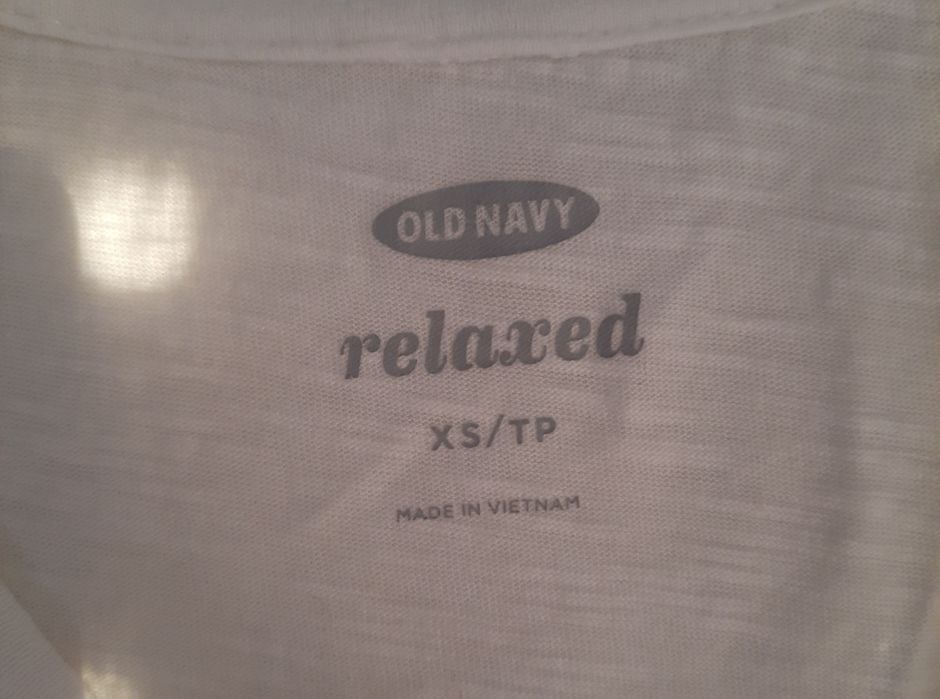 OLD NAVY
relaxed
XS/TP
MADE IN VIETNAM